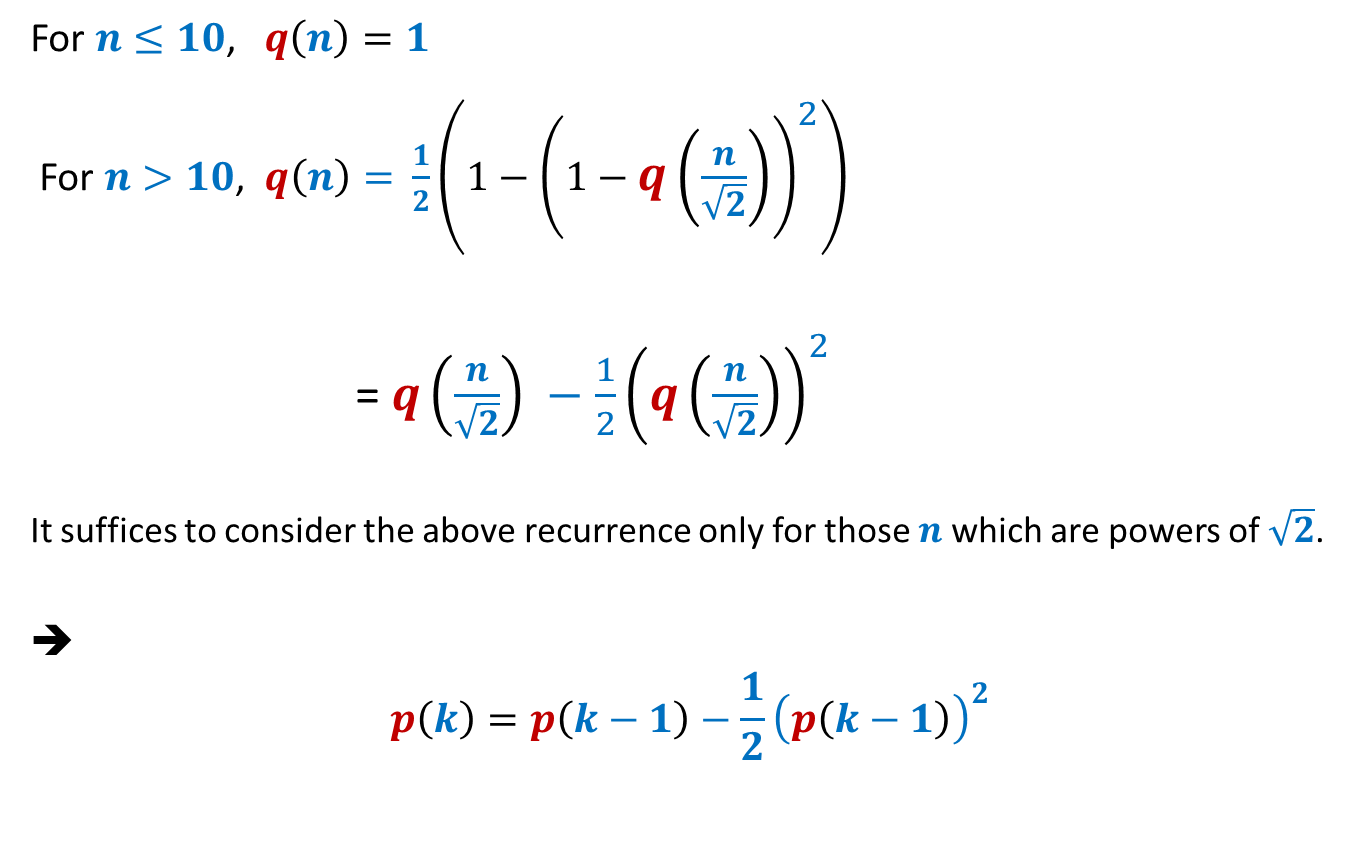 For n ≤ 10, q(n) = 1
For n > 10, q(n) = 1/2 (1 − (1 − q(n/√2))²)
= q(n/√2) − 1/2 (q(n/√2))²
It suffices to consider the above recurrence only for those n which are powers of √2.
➔
p(k) = p(k − 1) − 1/2 (p(k − 1))²